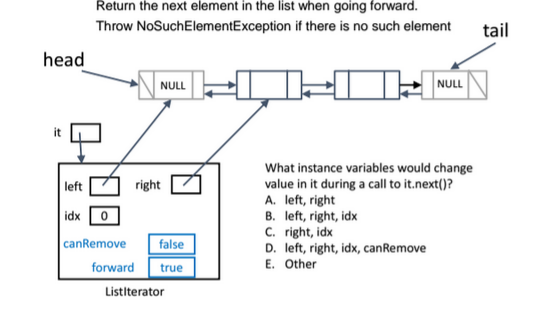 Return the next element in the list when going forward.
Throw NoSuchElementException if there is no such element
tail
head
NULL
NULL
it
left
right
idx 0
canRemove false
forward true
ListIterator
What instance variables would change
value in it during a call to it.next()?
A. left, right
B. left, right, idx
C. right, idx
D. left, right, idx, canRemove
E. Other